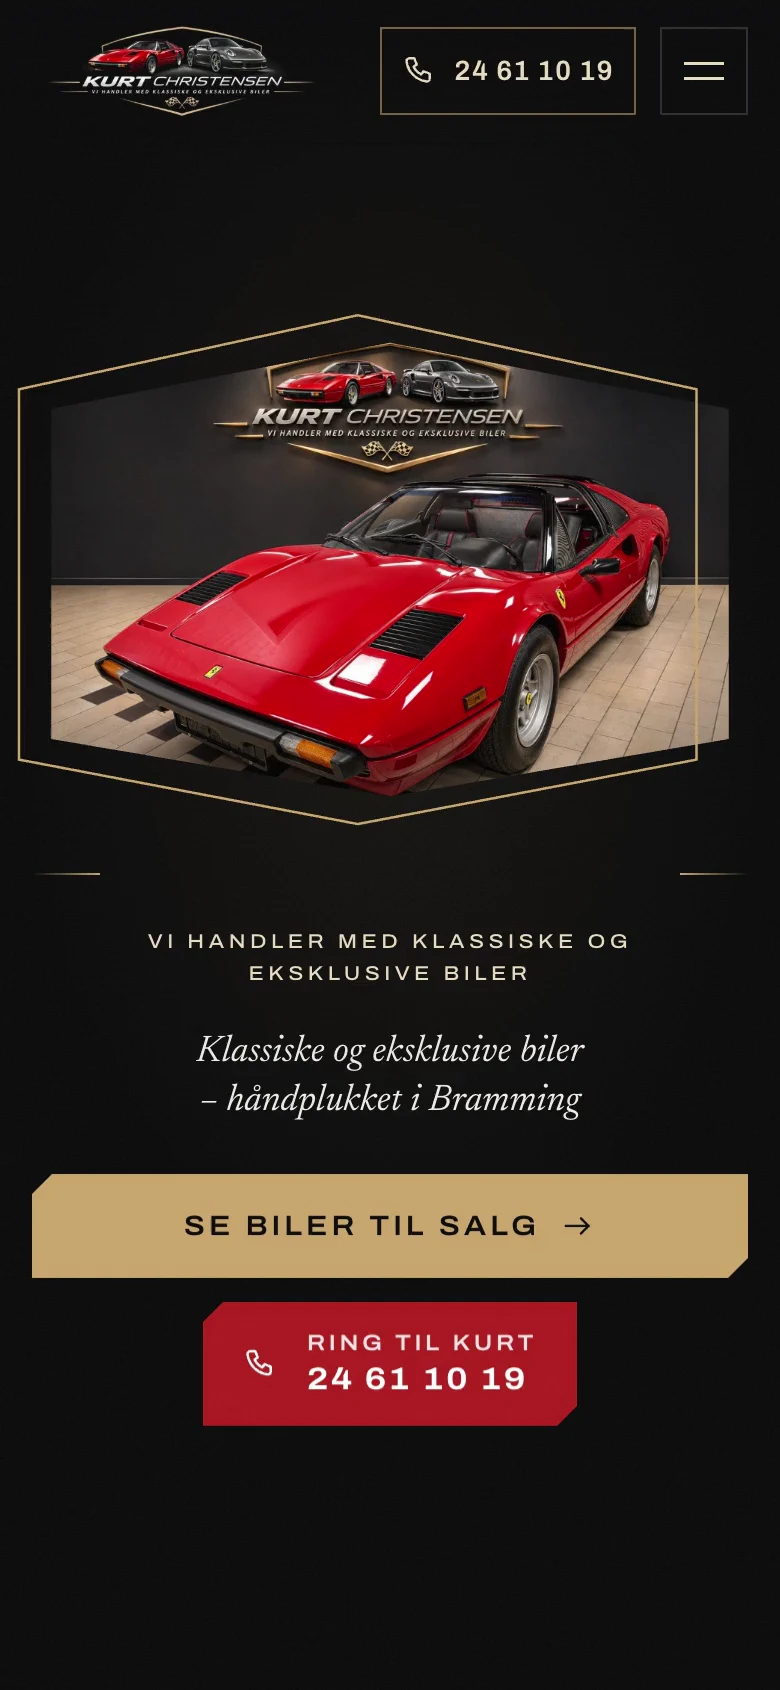 KURT CHRISTENSEN
VI HANDLER MED KLASSISKE OG EKSKLUSIVE BILER
24 61 10 19
KURT CHRISTENSEN
VI HANDLER MED KLASSISKE OG EKSKLUSIVE BILER
VI HANDLER MED KLASSISKE OG
EKSKLUSIVE BILER
Klassiske og eksklusive biler
– håndplukket i Bramming
SE BILER TIL SALG →
RING TIL KURT
24 61 10 19